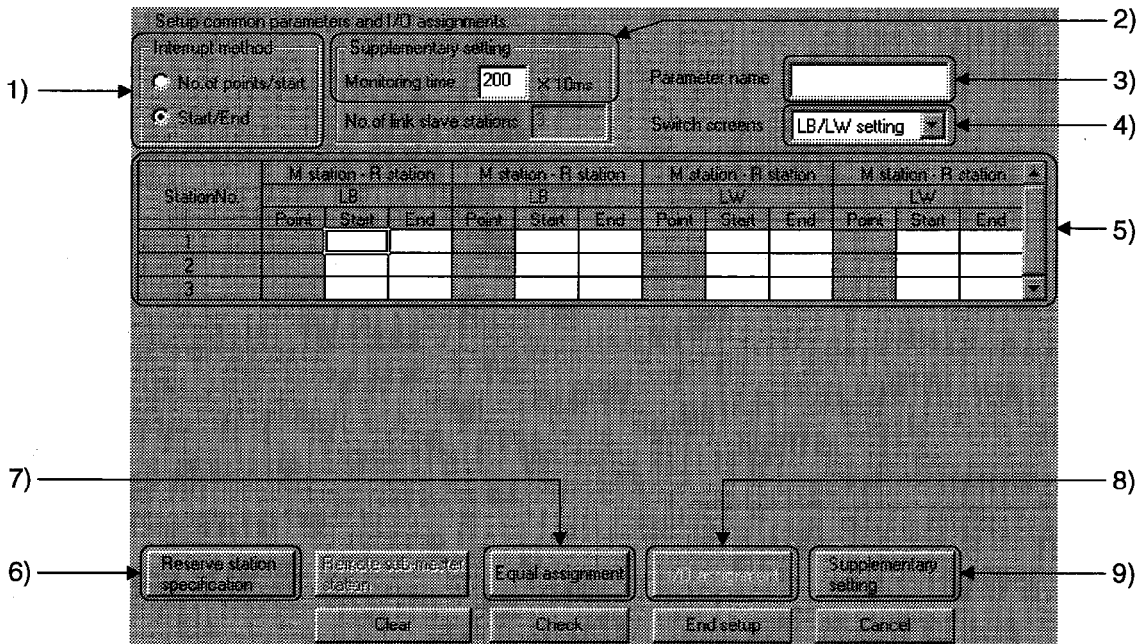 Setup common parameters and I/O assignments.
2)
Interrupt method
Supplementary setting
1)
No.of points/start
Monitoring time 200 X 10ms
Parameter name
3)
Start/End
No.of link slave stations
Switch screens LB/LW setting
4)
StationNo.
M station - R station M station - R station M station - R station M station - R station
LB LB LW LW
Point Start End Point Start End Point Start End Point Start End
5)
1
2
3
7)
8)
6)
Reserve station
specification
Remote sub-master
station
Equal assignment
I/O assignment
Supplementary
setting
9)
Clear Check End setup Cancel